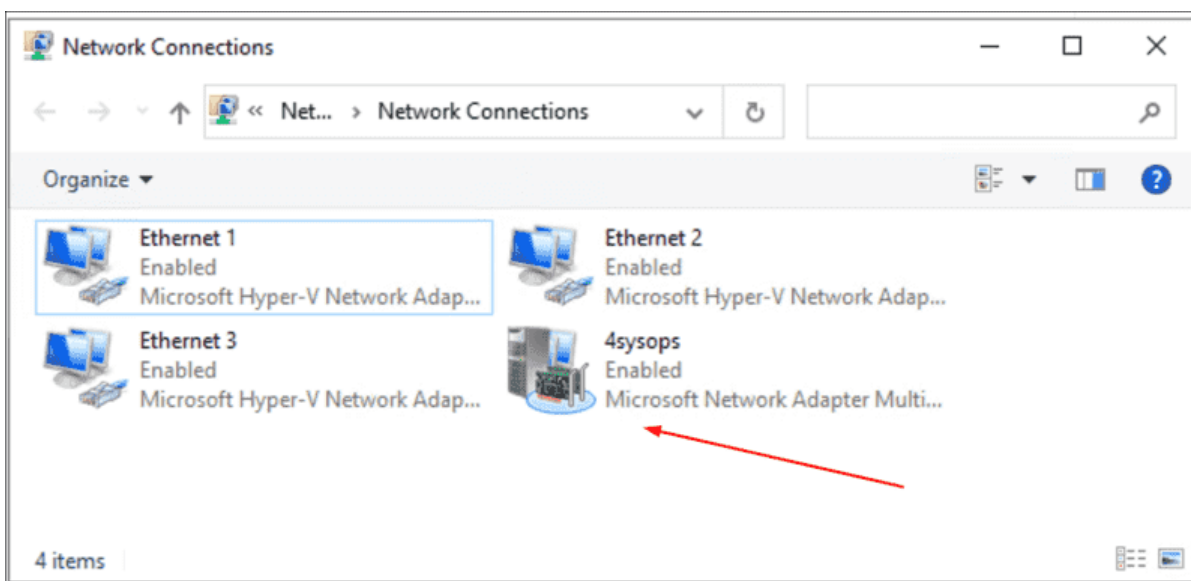 Network Connections
« Net... > Network Connections
Organize
Ethernet 1
Enabled
Microsoft Hyper-V Network Adap...
Ethernet 2
Enabled
Microsoft Hyper-V Network Adap...
Ethernet 3
Enabled
Microsoft Hyper-V Network Adap...
4sysops
Enabled
Microsoft Network Adapter Multi...
4 items